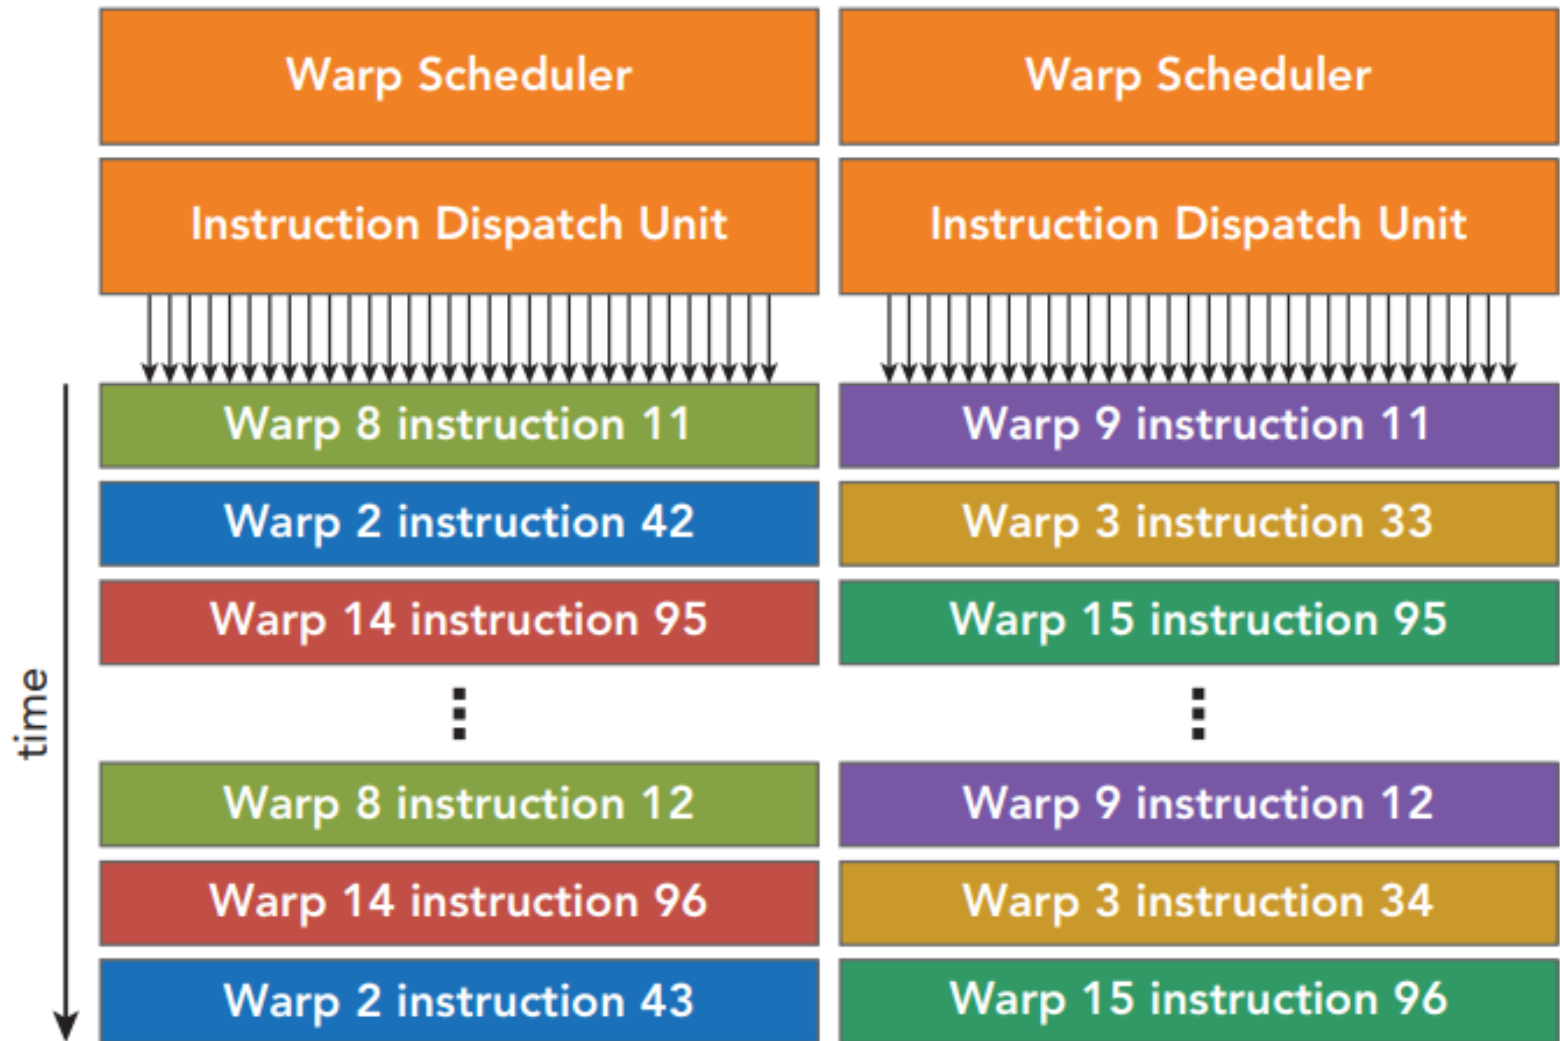 Warp Scheduler
Warp Scheduler
Instruction Dispatch Unit
Instruction Dispatch Unit
time
Warp 8 instruction 11
Warp 9 instruction 11
Warp 2 instruction 42
Warp 3 instruction 33
Warp 14 instruction 95
Warp 15 instruction 95
Warp 8 instruction 12
Warp 9 instruction 12
Warp 14 instruction 96
Warp 3 instruction 34
Warp 2 instruction 43
Warp 15 instruction 96